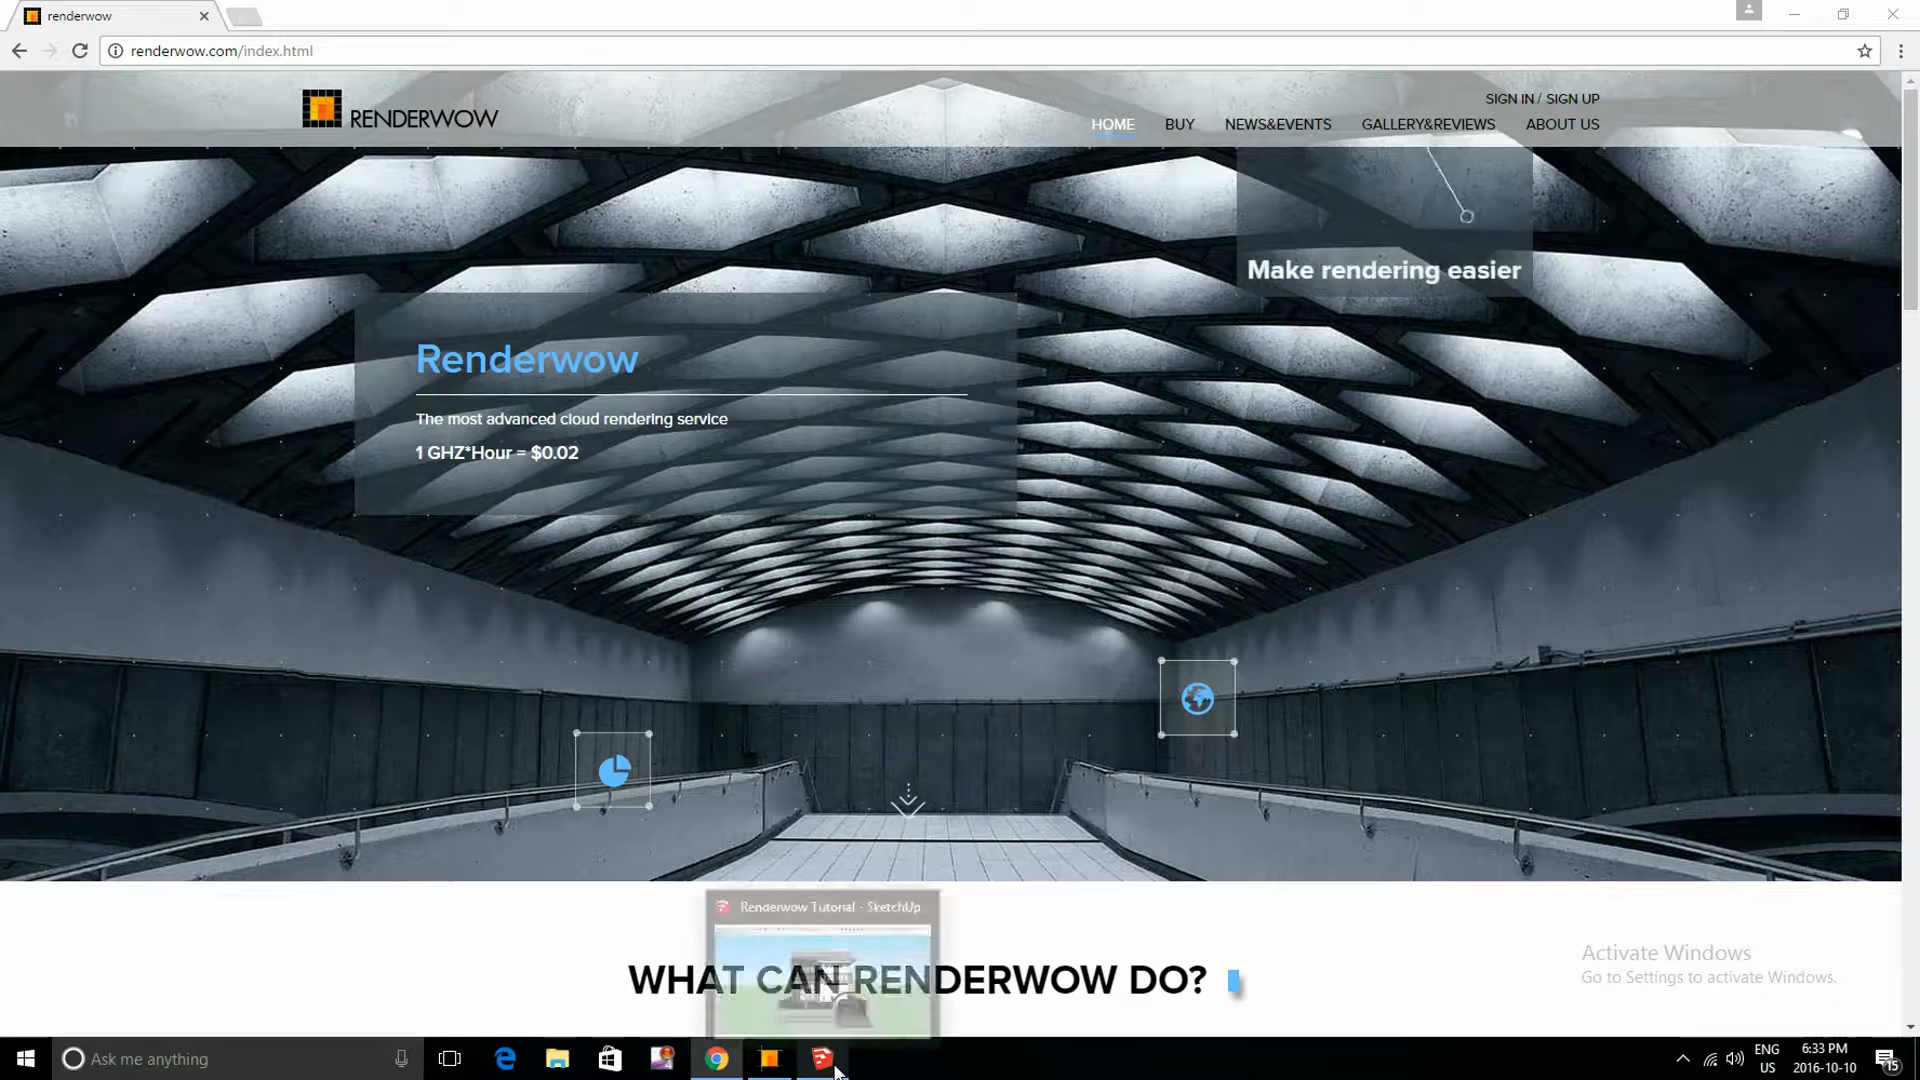 renderwow
renderwow.com/index.html
RENDERWOW
SIGN IN / SIGN UP
HOME BUY NEWS&EVENTS GALLERY&REVIEWS ABOUT US
Make rendering easier
Renderwow
The most advanced cloud rendering service
1 GHZ*Hour = $0.02
Renderwow Tutorial - SketchUp
WHAT CAN RENDERWOW DO?
Activate Windows
Go to Settings to activate Windows.
Ask me anything
ENG
US
6:33 PM
2016-10-10
15